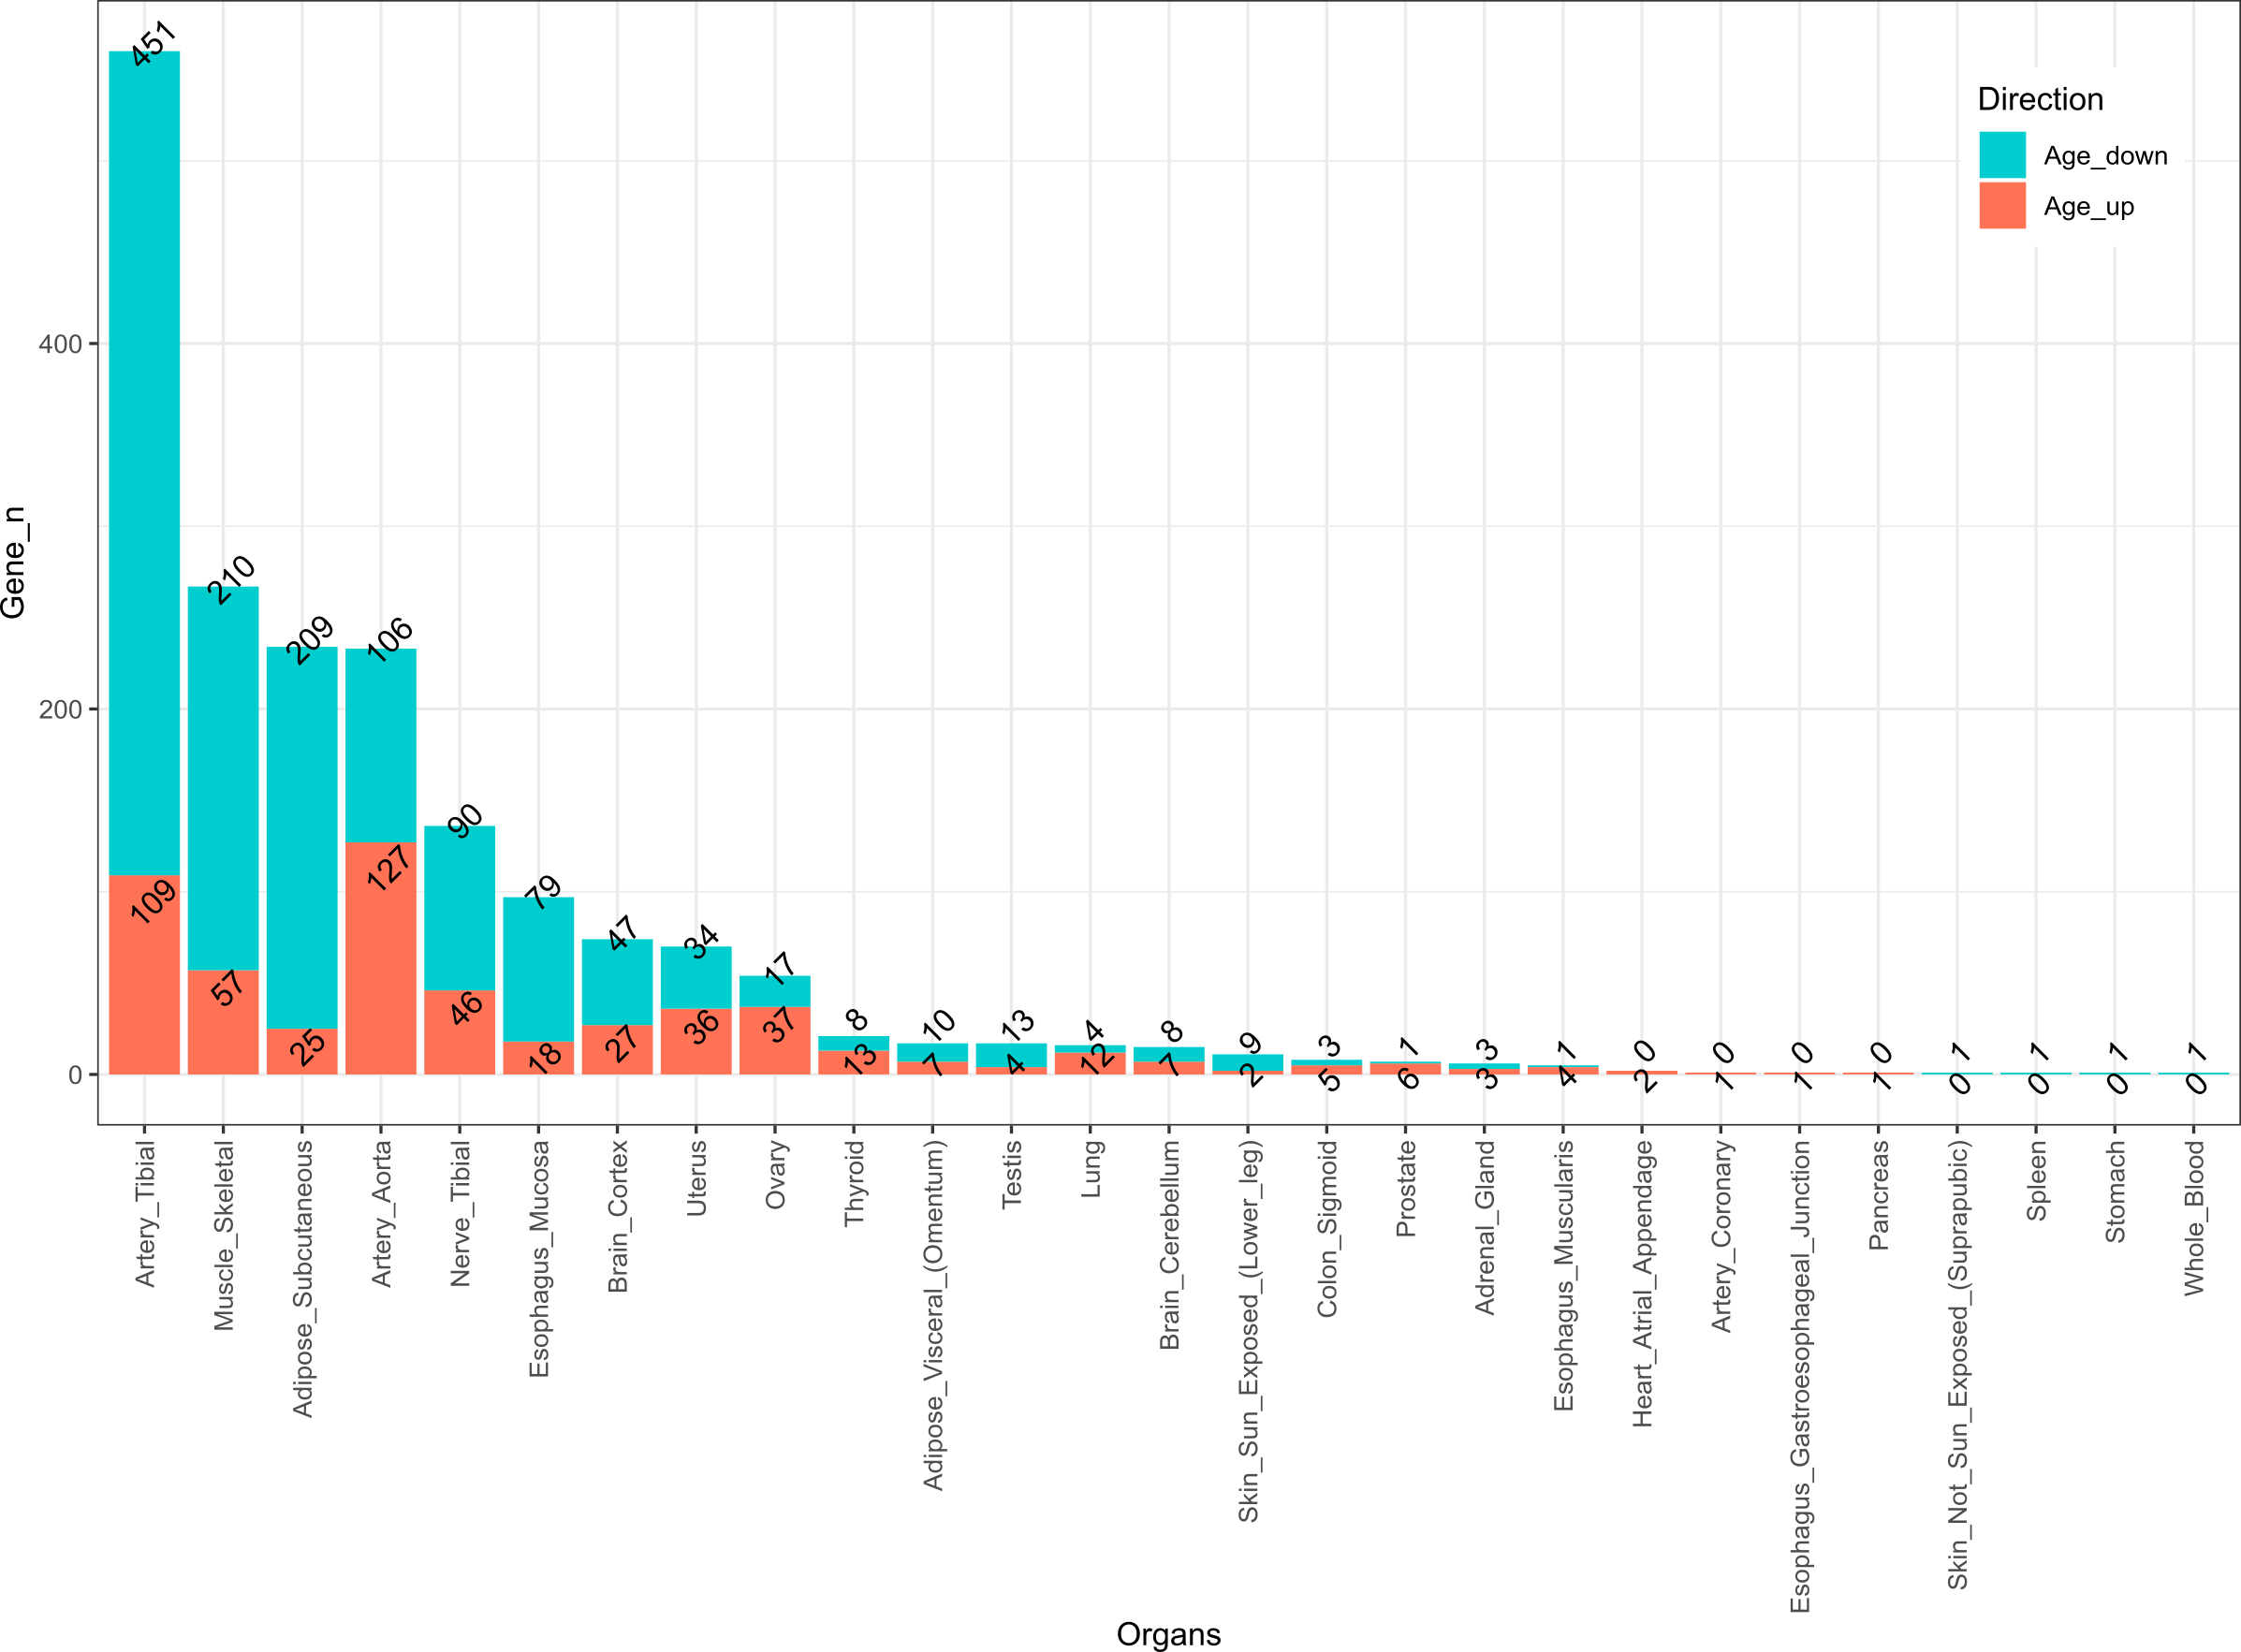 Direction
Age_down
Age_up
Gene_n
400
200
0
451
210
209
106
90
79
47
34
17
8
10
13
4
8
9
3
1
3
1
0
0
0
0
1
1
1
1
109
57
25
127
46
18
27
36
37
13
7
4
12
7
2
5
6
3
4
2
1
1
1
0
0
0
0
Artery_Tibial
Muscle_Skeletal
Adipose_Subcutaneous
Artery_Aorta
Nerve_Tibial
Esophagus_Mucosa
Brain_Cortex
Uterus
Ovary
Thyroid
Adipose_Visceral_(Omentum)
Testis
Lung
Brain_Cerebellum
Skin_Sun_Exposed_(Lower_leg)
Colon_Sigmoid
Prostate
Adrenal_Gland
Esophagus_Muscularis
Heart_Atrial_Appendage
Artery_Coronary
Esophagus_Gastroesophageal_Junction
Pancreas
Skin_Not_Sun_Exposed_(Suprapubic)
Spleen
Stomach
Whole_Blood
Organs